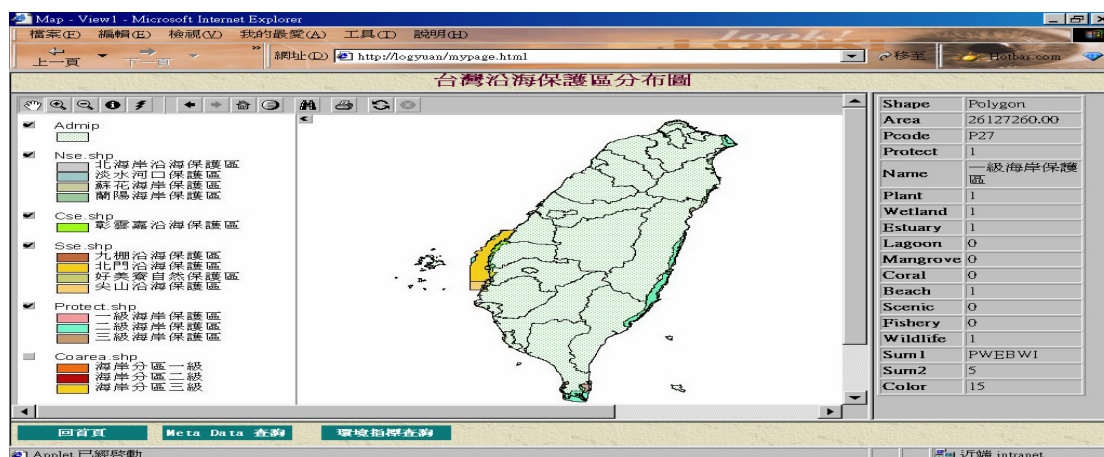 Map - View1 - Microsoft Internet Explorer
檔案(F) 編輯(E) 檢視(V) 我的最愛(A) 工具(T) 說明(H)
上一頁 下一頁 » 網址(D) http://logyuan/mypage.html 移至 Hotbar.com
台灣沿海保護區分布圖
Admip
Nse.shp
北海岸沿海保護區
淡水河口保護區
蘇花海岸保護區
蘭陽海岸保護區
Cse.shp
彰雲嘉沿海保護區
Sse.shp
九棚沿海保護區
北門沿海保護區
好美寮自然保護區
尖山沿海保護區
Protect.shp
一級海岸保護區
二級海岸保護區
三級海岸保護區
Coarea.shp
海岸分區一級
海岸分區二級
海岸分區三級
Shape Polygon
Area 26127260.00
Pcode P27
Protect 1
Name 一級海岸保護區
Plant 1
Wetland 1
Estuary 1
Lagoon 0
Mangrove 0
Coral 0
Beach 1
Scenic 0
Fishery 0
Wildlife 1
Sum1 PWEBWI
Sum2 5
Color 15
回首頁 Meta Data 查詢 環境指標查詢
Applet 已經啓動 近端 intranet